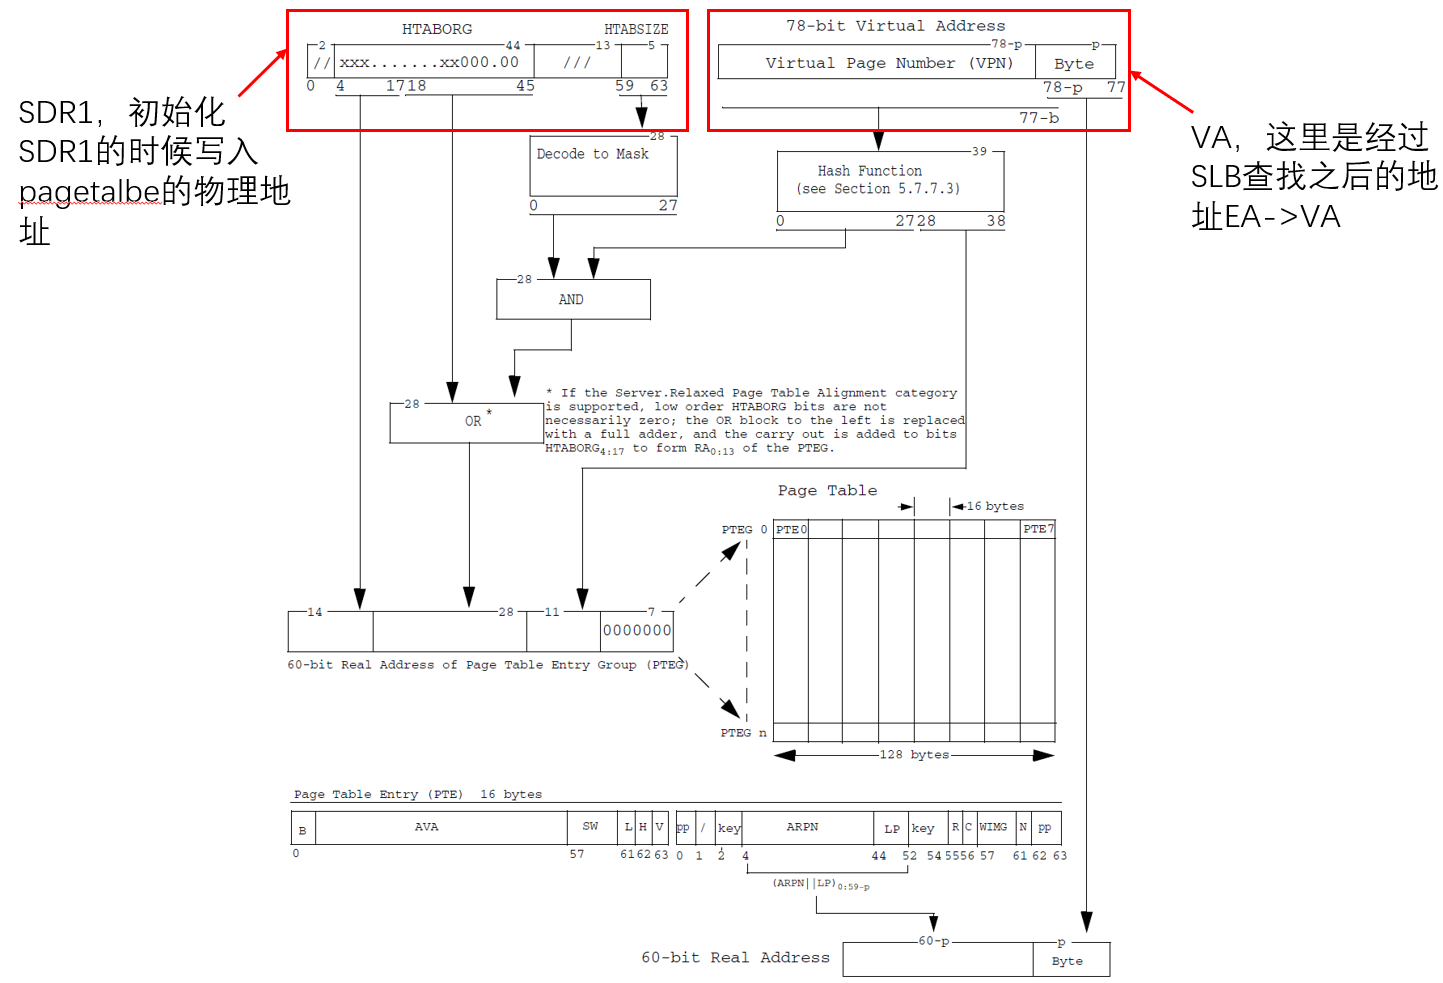 HTABORG HTABSIZE
2 44 13 5
// xxx.......xx000.00 ///
0 4 17 18 45 59 63
78-bit Virtual Address
78-p p
Virtual Page Number (VPN) Byte
78-p 77
77-b
SDR1，初始化
SDR1的时候写入
pagetalbe的物理地
址
VA，这里是经过
SLB查找之后的地
址EA->VA
28
Decode to Mask
0 27
39
Hash Function
(see Section 5.7.7.3)
0 27 28 38
28
AND
28
OR *
* If the Server.Relaxed Page Table Alignment category
is supported, low order HTABORG bits are not
necessarily zero; the OR block to the left is replaced
with a full adder, and the carry out is added to bits
HTABORG4:17 to form RA0:13 of the PTEG.
Page Table
16 bytes
PTEG 0 PTE0 PTE7
14 28 11 7
0000000
60-bit Real Address of Page Table Entry Group (PTEG)
PTEG n
128 bytes
Page Table Entry (PTE) 16 bytes
B AVA SW L H V pp / key ARPN LP key R C WIMG N pp
0 57 61 62 63 0 1 2 4 44 52 54 55 56 57 61 62 63
(ARPN||LP)0:59-p
60-p p
60-bit Real Address Byte